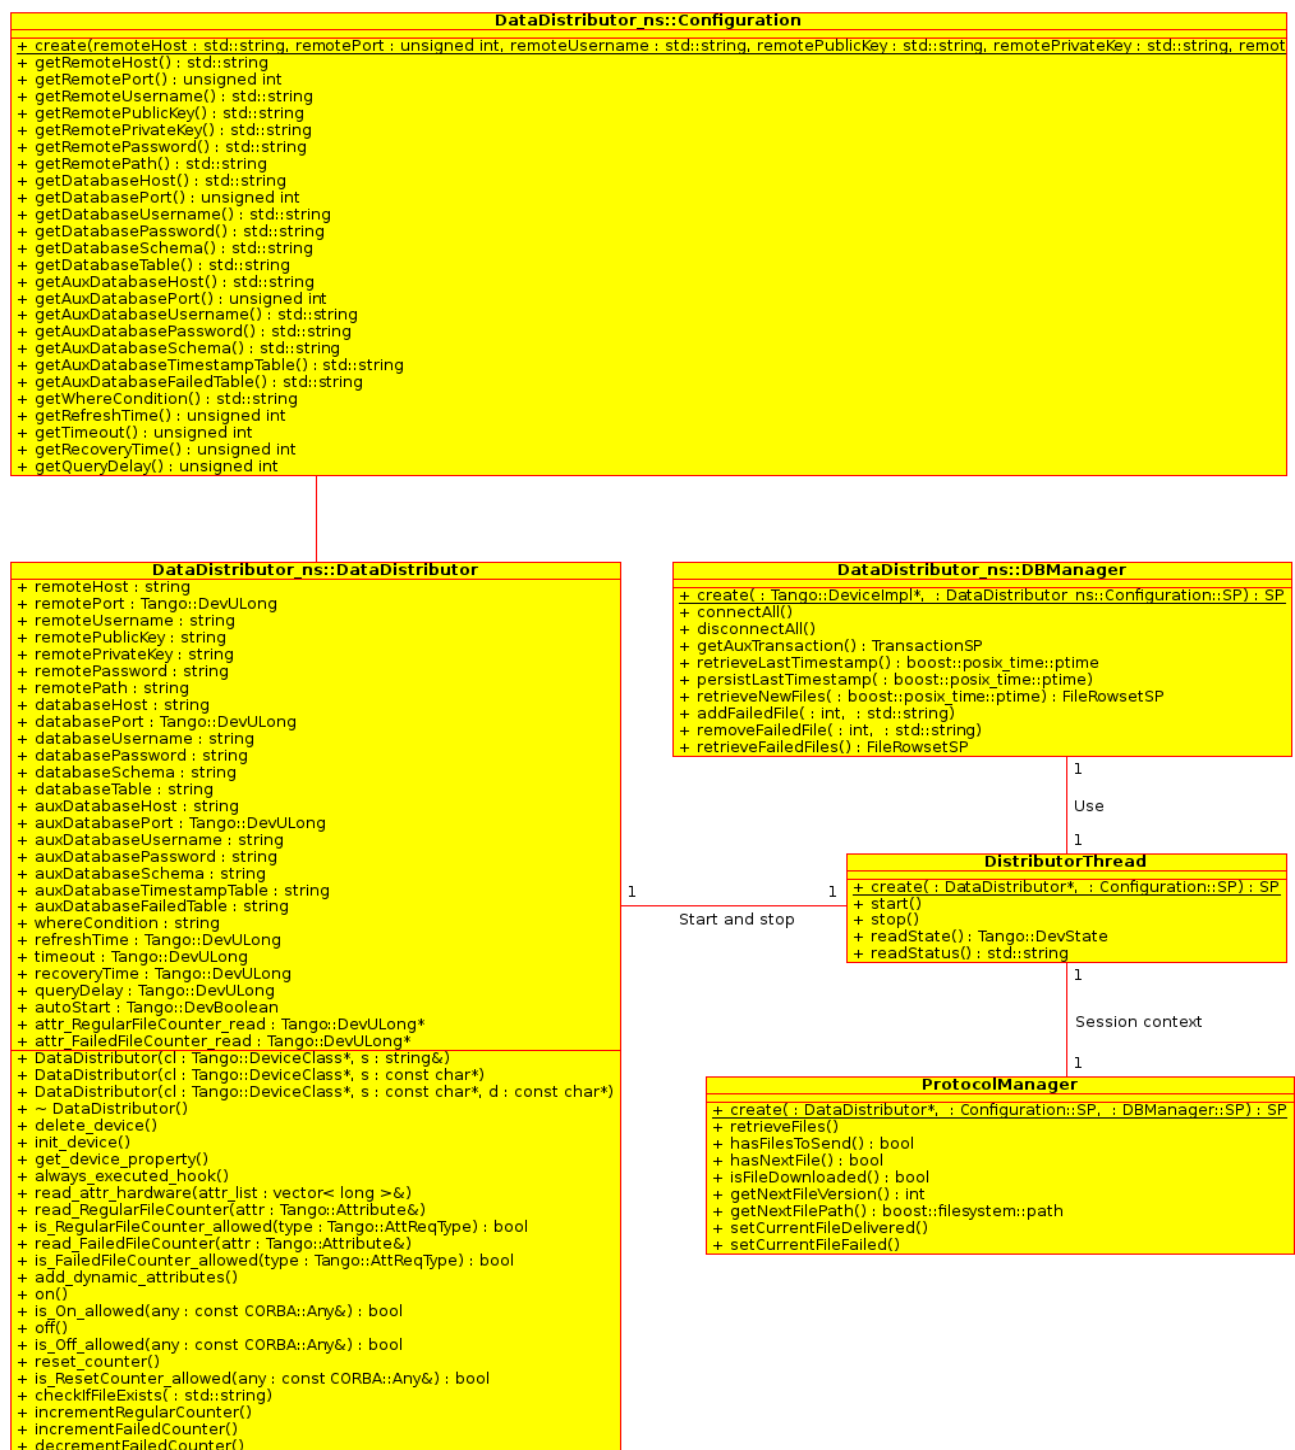 DataDistributor_ns::Configuration
+ create(remoteHost : std::string, remotePort : unsigned int, remoteUsername : std::string, remotePublicKey : std::string, remotePrivateKey : std::string, remot
+ getRemoteHost() : std::string
+ getRemotePort() : unsigned int
+ getRemoteUsername() : std::string
+ getRemotePublicKey() : std::string
+ getRemotePrivateKey() : std::string
+ getRemotePassword() : std::string
+ getRemotePath() : std::string
+ getDatabaseHost() : std::string
+ getDatabasePort() : unsigned int
+ getDatabaseUsername() : std::string
+ getDatabasePassword() : std::string
+ getDatabaseSchema() : std::string
+ getDatabaseTable() : std::string
+ getAuxDatabaseHost() : std::string
+ getAuxDatabasePort() : unsigned int
+ getAuxDatabaseUsername() : std::string
+ getAuxDatabasePassword() : std::string
+ getAuxDatabaseSchema() : std::string
+ getAuxDatabaseTimestampTable() : std::string
+ getAuxDatabaseFailedTable() : std::string
+ getWhereCondition() : std::string
+ getRefreshTime() : unsigned int
+ getTimeout() : unsigned int
+ getRecoveryTime() : unsigned int
+ getQueryDelay() : unsigned int
DataDistributor_ns::DataDistributor
+ remoteHost : string
+ remotePort : Tango::DevULong
+ remoteUsername : string
+ remotePublicKey : string
+ remotePrivateKey : string
+ remotePassword : string
+ remotePath : string
+ databaseHost : string
+ databasePort : Tango::DevULong
+ databaseUsername : string
+ databasePassword : string
+ databaseSchema : string
+ databaseTable : string
+ auxDatabaseHost : string
+ auxDatabasePort : Tango::DevULong
+ auxDatabaseUsername : string
+ auxDatabasePassword : string
+ auxDatabaseSchema : string
+ auxDatabaseTimestampTable : string
+ auxDatabaseFailedTable : string
+ whereCondition : string
+ refreshTime : Tango::DevULong
+ timeout : Tango::DevULong
+ recoveryTime : Tango::DevULong
+ queryDelay : Tango::DevULong
+ autoStart : Tango::DevBoolean
+ attr_RegularFileCounter_read : Tango::DevULong*
+ attr_FailedFileCounter_read : Tango::DevULong*
+ DataDistributor(cl : Tango::DeviceClass*, s : string&)
+ DataDistributor(cl : Tango::DeviceClass*, s : const char*)
+ DataDistributor(cl : Tango::DeviceClass*, s : const char*, d : const char*)
+ ~ DataDistributor()
+ delete_device()
+ init_device()
+ get_device_property()
+ always_executed_hook()
+ read_attr_hardware(attr_list : vector< long >&)
+ read_RegularFileCounter(attr : Tango::Attribute&)
+ is_RegularFileCounter_allowed(type : Tango::AttReqType) : bool
+ read_FailedFileCounter(attr : Tango::Attribute&)
+ is_FailedFileCounter_allowed(type : Tango::AttReqType) : bool
+ add_dynamic_attributes()
+ on()
+ is_On_allowed(any : const CORBA::Any&) : bool
+ off()
+ is_Off_allowed(any : const CORBA::Any&) : bool
+ reset_counter()
+ is_ResetCounter_allowed(any : const CORBA::Any&) : bool
+ checkIfFileExists( : std::string)
+ incrementRegularCounter()
+ incrementFailedCounter()
+ decrementFailedCounter()
DataDistributor_ns::DBManager
+ create( : Tango::DeviceImpl*,  : DataDistributor_ns::Configuration::SP) : SP
+ connectAll()
+ disconnectAll()
+ getAuxTransaction() : TransactionSP
+ retrieveLastTimestamp() : boost::posix_time::ptime
+ persistLastTimestamp( : boost::posix_time::ptime)
+ retrieveNewFiles( : boost::posix_time::ptime) : FileRowsetSP
+ addFailedFile( : int,  : std::string)
+ removeFailedFile( : int,  : std::string)
+ retrieveFailedFiles() : FileRowsetSP
1
Use
1
DistributorThread
+ create( : DataDistributor*,  : Configuration::SP) : SP
+ start()
+ stop()
+ readState() : Tango::DevState
+ readStatus() : std::string
1 1
Start and stop
1
Session context
1
ProtocolManager
+ create( : DataDistributor*,  : Configuration::SP,  : DBManager::SP) : SP
+ retrieveFiles()
+ hasFilesToSend() : bool
+ hasNextFile() : bool
+ isFileDownloaded() : bool
+ getNextFileVersion() : int
+ getNextFilePath() : boost::filesystem::path
+ setCurrentFileDelivered()
+ setCurrentFileFailed()